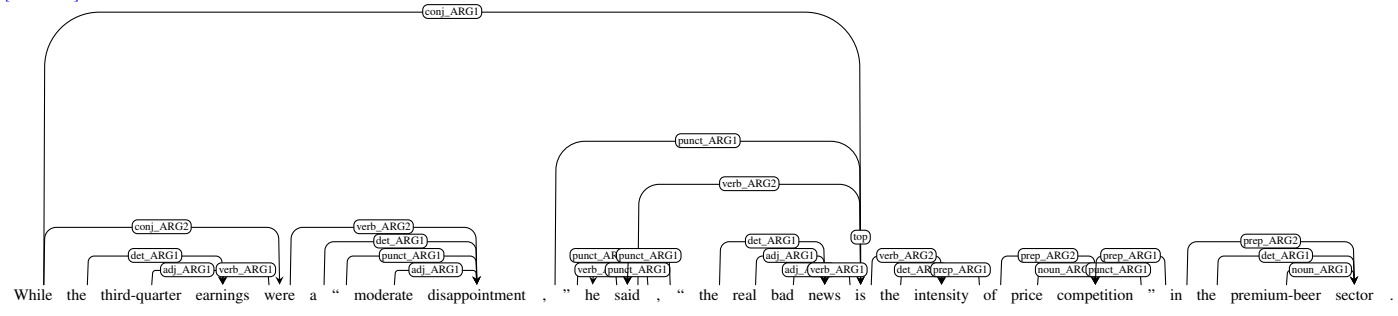 conj_ARG1
punct_ARG1
verb_ARG2
conj_ARG2 verb_ARG2 top
det_ARG1 det_ARG1
det_ARG1 punct_ARG1 punct_ARG1 adj_ARG1 verb_ARG2 prep_ARG2 prep_ARG1 prep_ARG2 det_ARG1
adj_ARG1 verb_ARG1 adj_ARG1 punct_ARG1 verb_ARG1 prep_ARG1 punct_ARG1 noun_ARG1
While the third-quarter earnings were a “ moderate disappointment , ” he said , “ the real bad news is the intensity of price competition ” in the premium-beer sector .